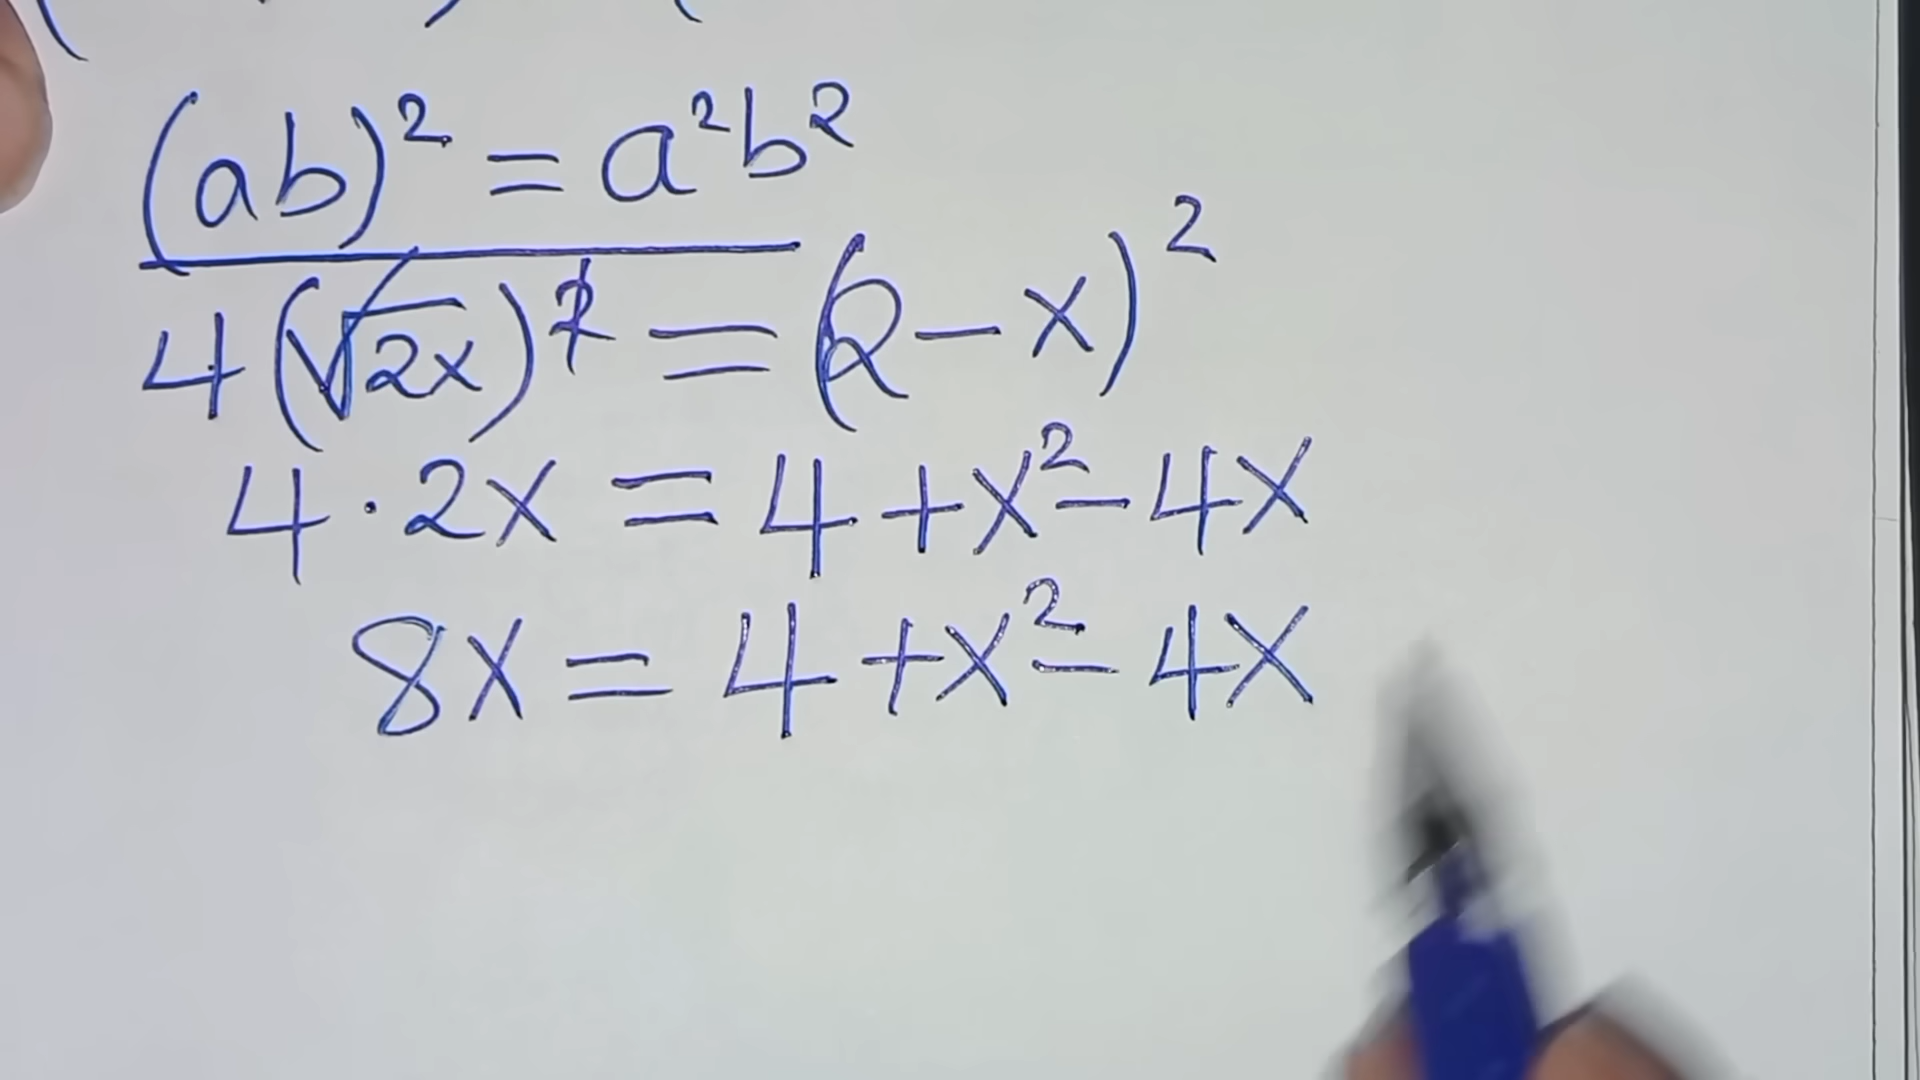 (ab)² = a²b²
4(√2x)² = (2 - x)²
4 · 2x = 4 + x² - 4x
8x = 4 + x² - 4x